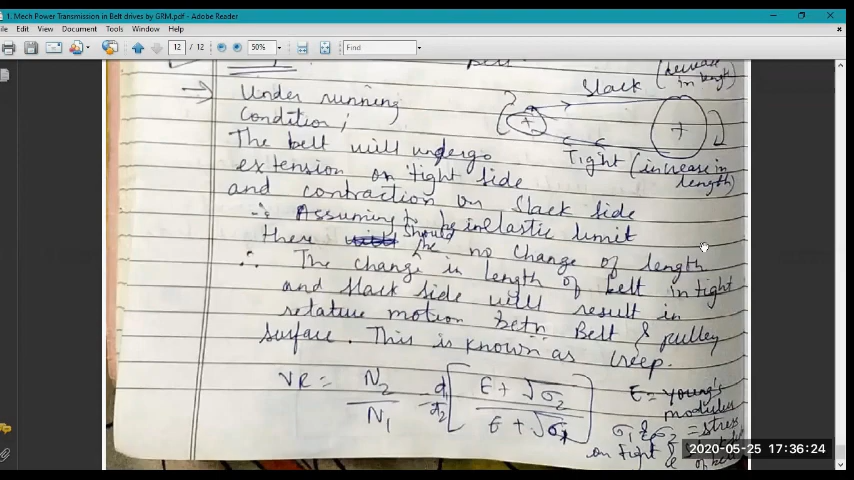 1. Mech Power Transmission in Belt drives by GRM.pdf - Adobe Reader
Edit View Document Tools Window Help
12 / 12 50% Find
Slack (decrease in length)
Under running
Condition;
The belt will undergo
Tight (increase in length)
extension on tight side
and contraction on slack side
∴ Assuming to be in elastic limit
there should be no change of length
∴ The change in length of belt in tight
and slack side will result in
relative motion betn Belt & pulley
surface. This is known as creep.
VR = N2/N1 = d1/d2 [E + √σ2 / E + √σ1]
E = young's
modulus
σ1 & σ2 = stress
on tight &
of belt
2020-05-25 17:36:24